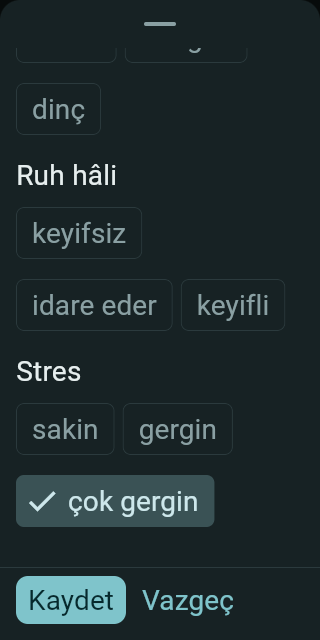 dinç
Ruh hâli
keyifsiz
idare eder keyifli
Stres
sakin gergin
çok gergin
Kaydet Vazgeç